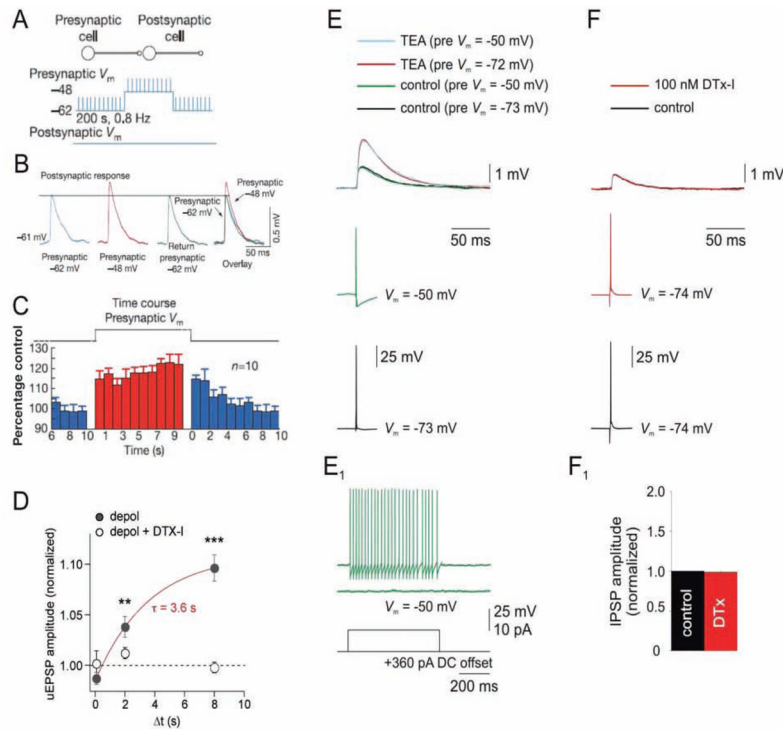 A
Presynaptic cell
Postsynaptic cell
Presynaptic Vm
−48
−62
200 s, 0.8 Hz
Postsynaptic Vm
B
Postsynaptic response
Presynaptic −48 mV
Presynaptic −62 mV
−61 mV
0.5 mV
50 ms
Presynaptic −62 mV
Presynaptic −48 mV
Return presynaptic −62 mV
Overlay
C
Time course
Presynaptic Vm
Percentage control
130
120
110
100
90
n=10
6 8 10 1 3 5 7 9 0 2 4 6 8 10
Time (s)
D
depol
depol + DTX-I
uEPSP amplitude (normalized)
1.10
1.05
1.00
**
***
τ = 3.6 s
0 2 4 6 8 10
Δt (s)
E
TEA (pre Vm = -50 mV)
TEA (pre Vm = -72 mV)
control (pre Vm = -50 mV)
control (pre Vm = -73 mV)
1 mV
50 ms
Vm = -50 mV
25 mV
Vm = -73 mV
E1
Vm = -50 mV
25 mV
10 pA
+360 pA DC offset
200 ms
F
100 nM DTx-I
control
1 mV
50 ms
Vm = -74 mV
25 mV
Vm = -74 mV
F1
IPSP amplitude (normalized)
2.0
1.5
1.0
0.5
0
control
DTx